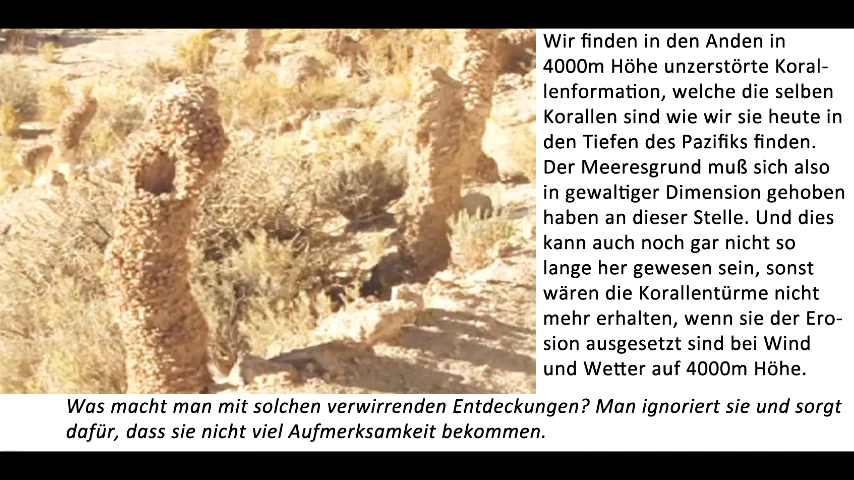 Wir finden in den Anden in
4000m Höhe unzerstörte Koral-
lenformation, welche die selben
Korallen sind wie wir sie heute in
den Tiefen des Pazifiks finden.
Der Meeresgrund muß sich also
in gewaltiger Dimension gehoben
haben an dieser Stelle. Und dies
kann auch noch gar nicht so
lange her gewesen sein, sonst
wären die Korallentürme nicht
mehr erhalten, wenn sie der Ero-
sion ausgesetzt sind bei Wind
und Wetter auf 4000m Höhe.
Was macht man mit solchen verwirrenden Entdeckungen? Man ignoriert sie und sorgt
dafür, dass sie nicht viel Aufmerksamkeit bekommen.